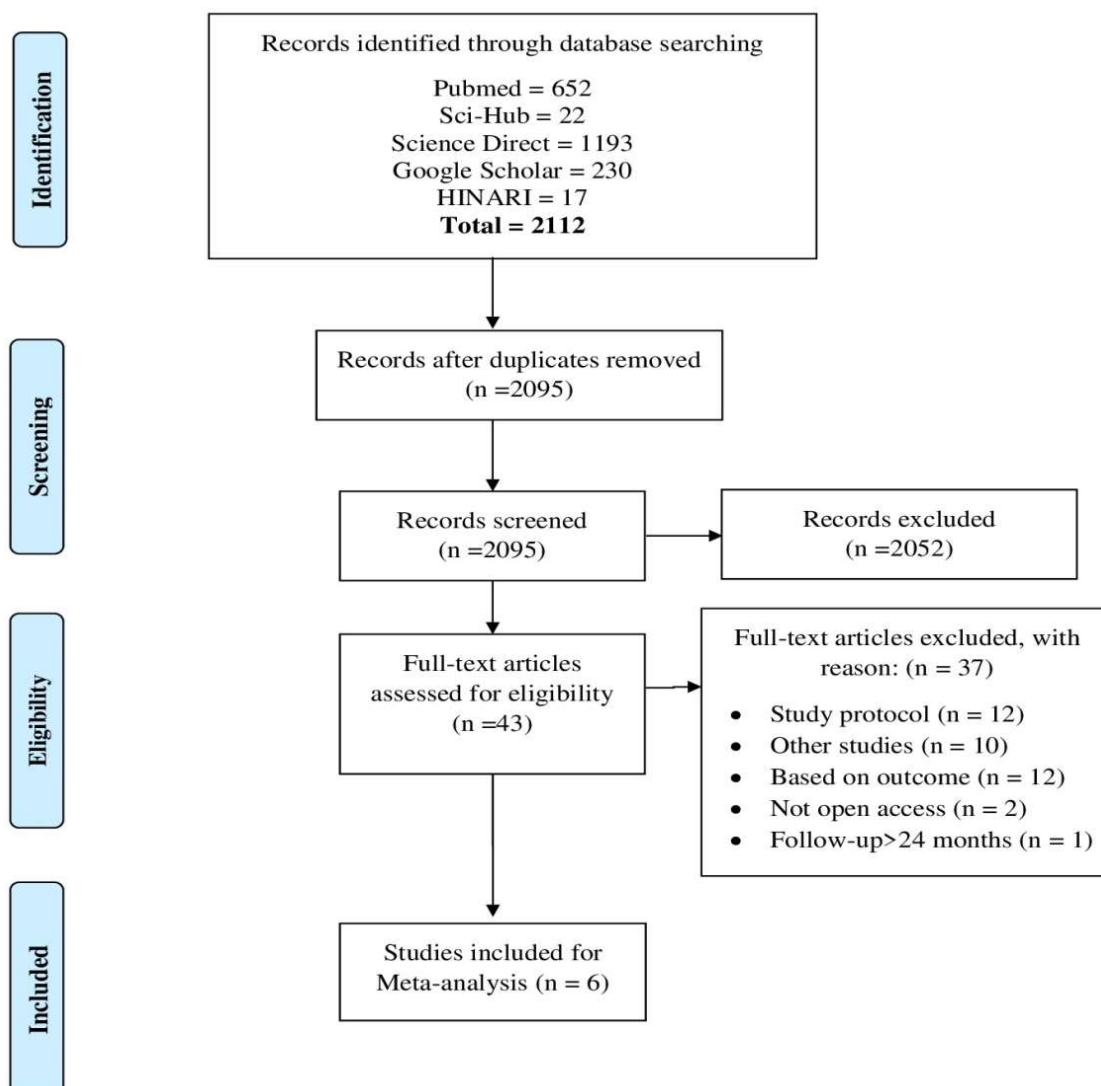 Identification
Records identified through database searching
Pubmed = 652
Sci-Hub = 22
Science Direct = 1193
Google Scholar = 230
HINARI = 17
Total = 2112
Screening
Records after duplicates removed
(n =2095)
Records screened
(n =2095)
Records excluded
(n =2052)
Eligibility
Full-text articles
assessed for eligibility
(n =43)
Full-text articles excluded, with
reason: (n = 37)
• Study protocol (n = 12)
• Other studies (n = 10)
• Based on outcome (n = 12)
• Not open access (n = 2)
• Follow-up>24 months (n = 1)
Included
Studies included for
Meta-analysis (n = 6)